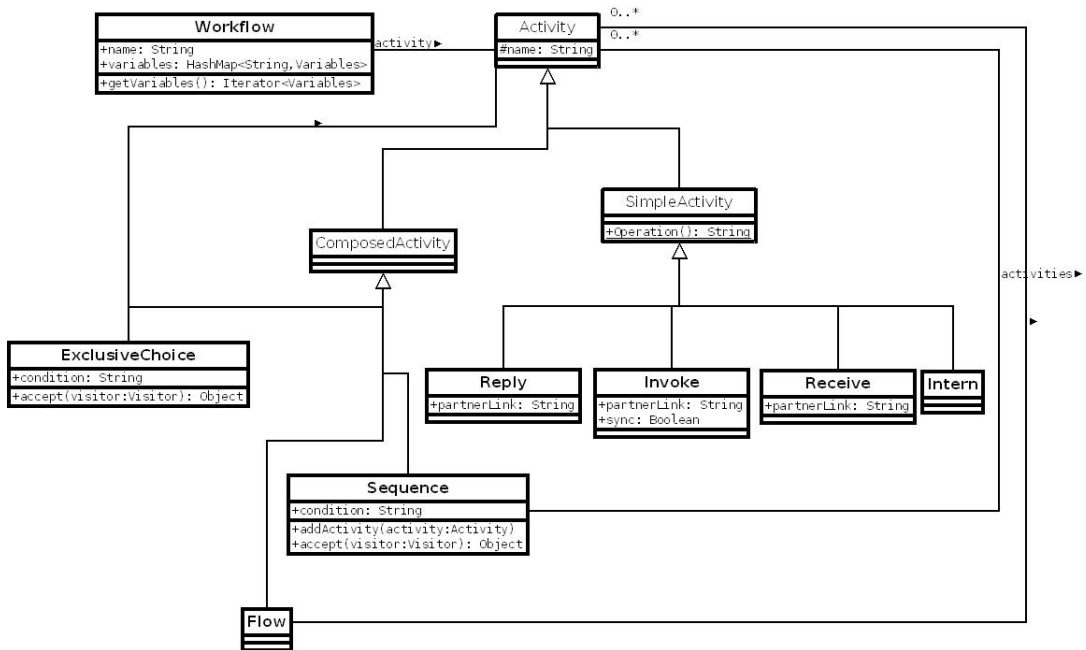 Workflow
+name: String
+variables: HashMap<String,Variables>
+getVariables(): Iterator<Variables>
activity
Activity
#name: String
0..*
0..*
SimpleActivity
+Operation(): String
ComposedActivity
activities
ExclusiveChoice
+condition: String
+accept(visitor:Visitor): Object
Reply
+partnerLink: String
Invoke
+partnerLink: String
+sync: Boolean
Receive
+partnerLink: String
Intern
Sequence
+condition: String
+addActivity(activity:Activity)
+accept(visitor:Visitor): Object
Flow